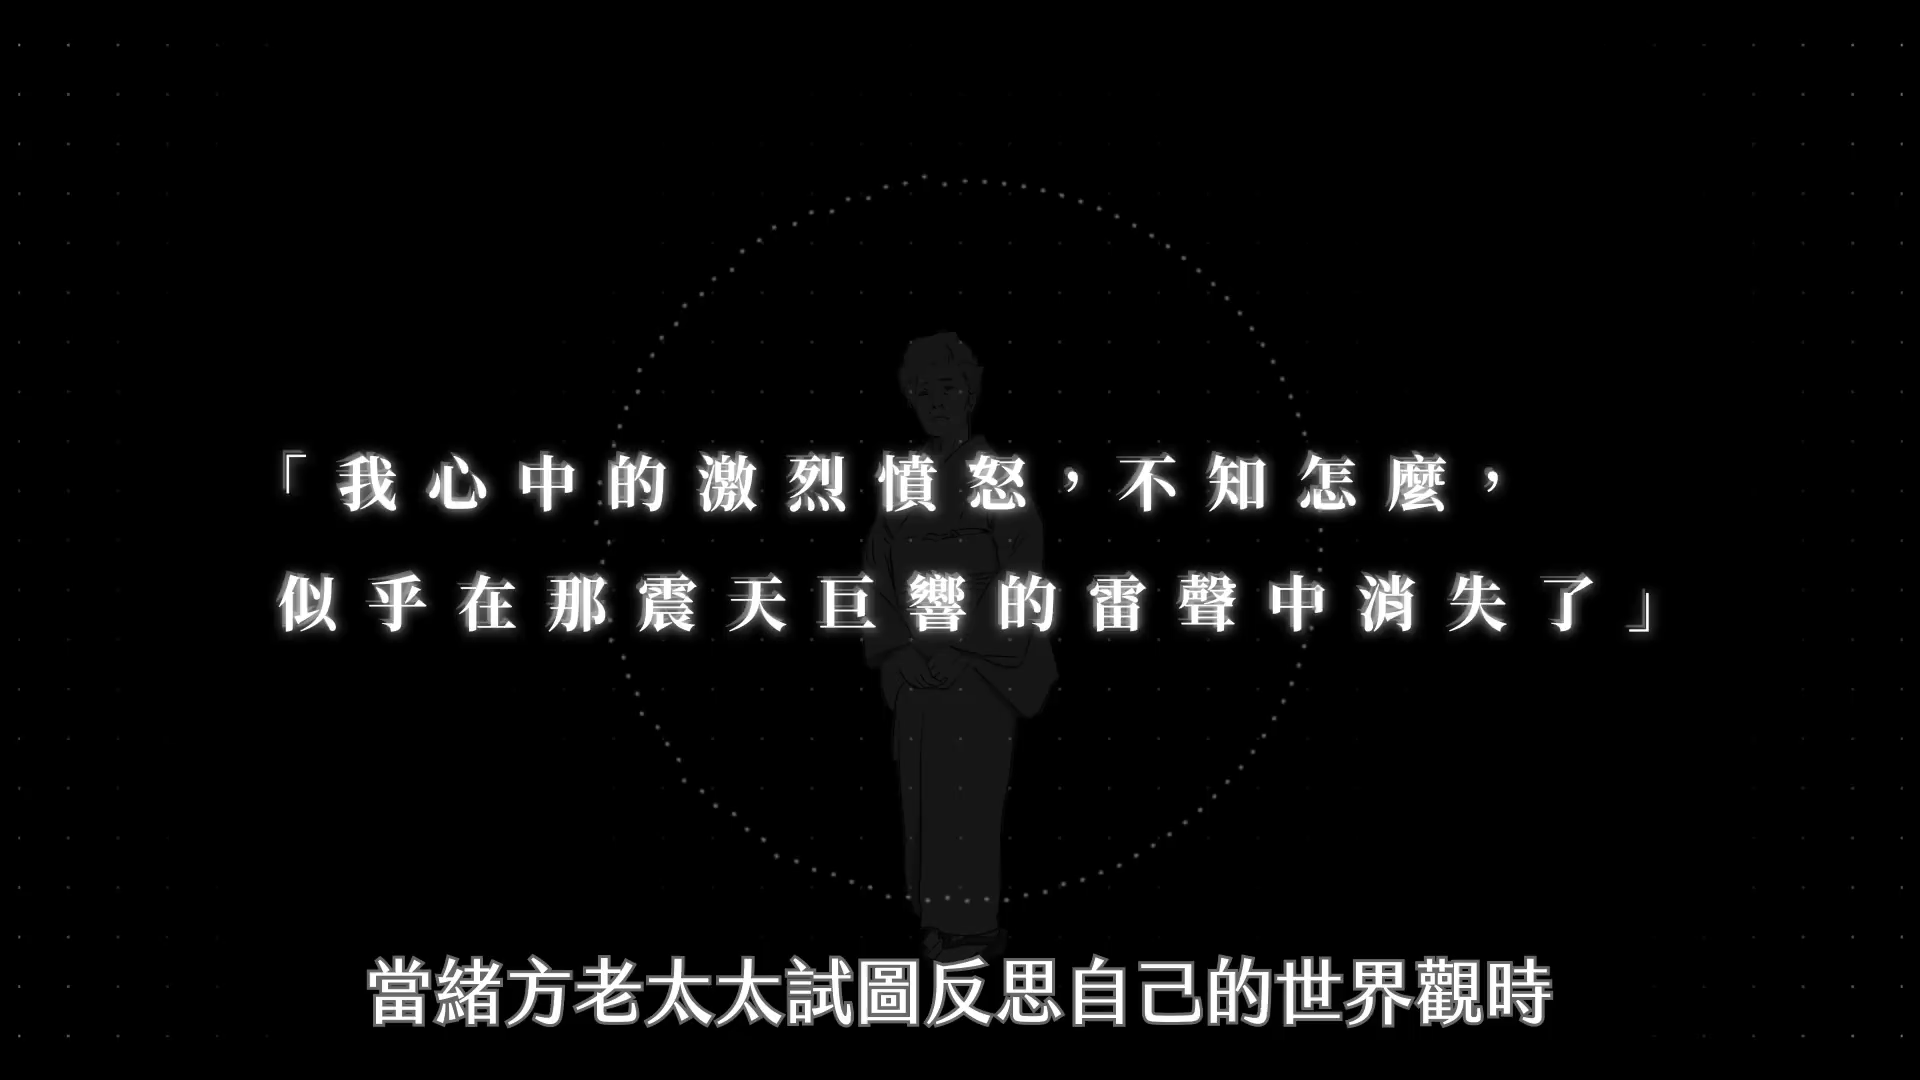 「我心中的激烈憤怒，不知怎麼，
似乎在那震天巨響的雷聲中消失了」
當緒方老太太試圖反思自己的世界觀時